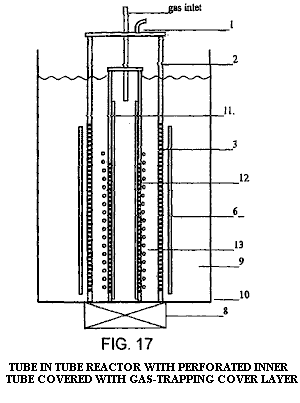 gas inlet
1
2
11.
3
12
6
13
9
10
8
FIG. 17
TUBE IN TUBE REACTOR WITH PERFORATED INNER
TUBE COVERED WITH GAS-TRAPPING COVER LAYER